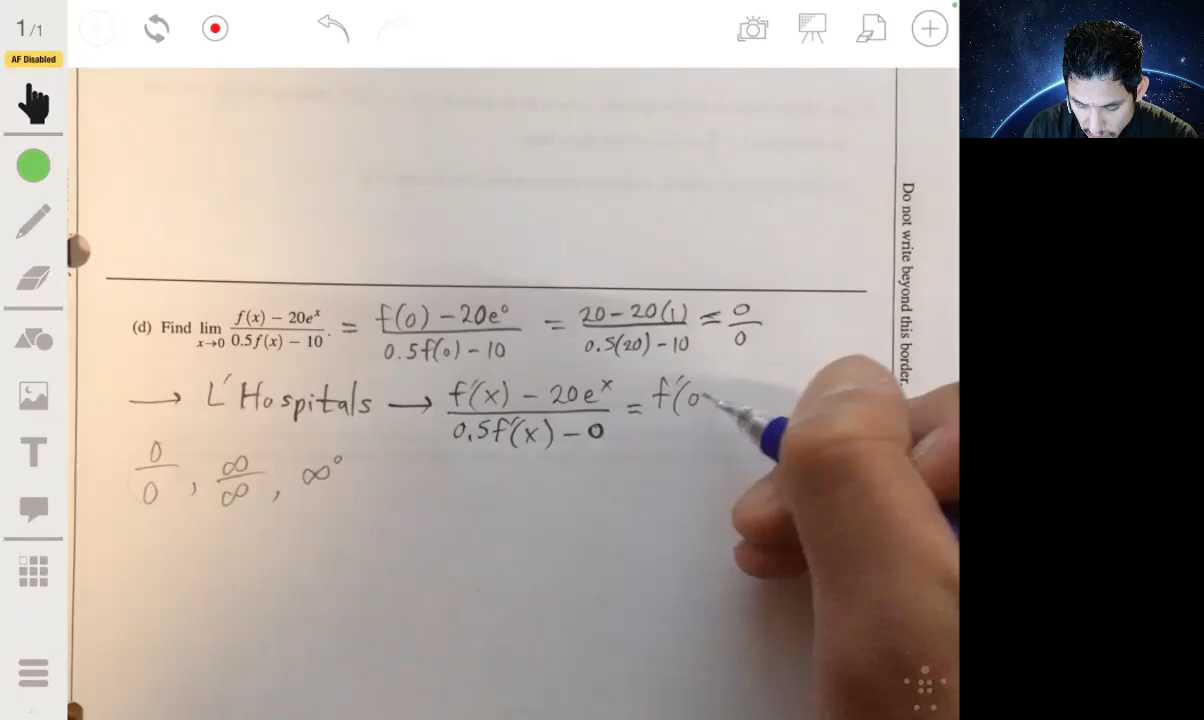 1/1
AF Disabled
T
Do not write beyond this border.
(d) Find lim x→0 f(x) − 20e^x / 0.5f(x) − 10 . = f(0) − 20e^0 / 0.5f(0) − 10 = 20 − 20(1) / 0.5(20) − 10 = 0/0
→ L'Hospitals → f'(x) − 20e^x / 0.5f'(x) − 0 = f'(0
0/0 , ∞/∞ , ∞^0